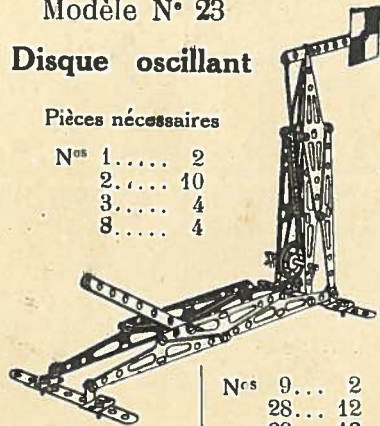 Modèle N° 23
Disque oscillant
Pièces nécessaires
Nos 1..... 2
2..... 10
3..... 4
8..... 4
Nos 9... 2
28... 12